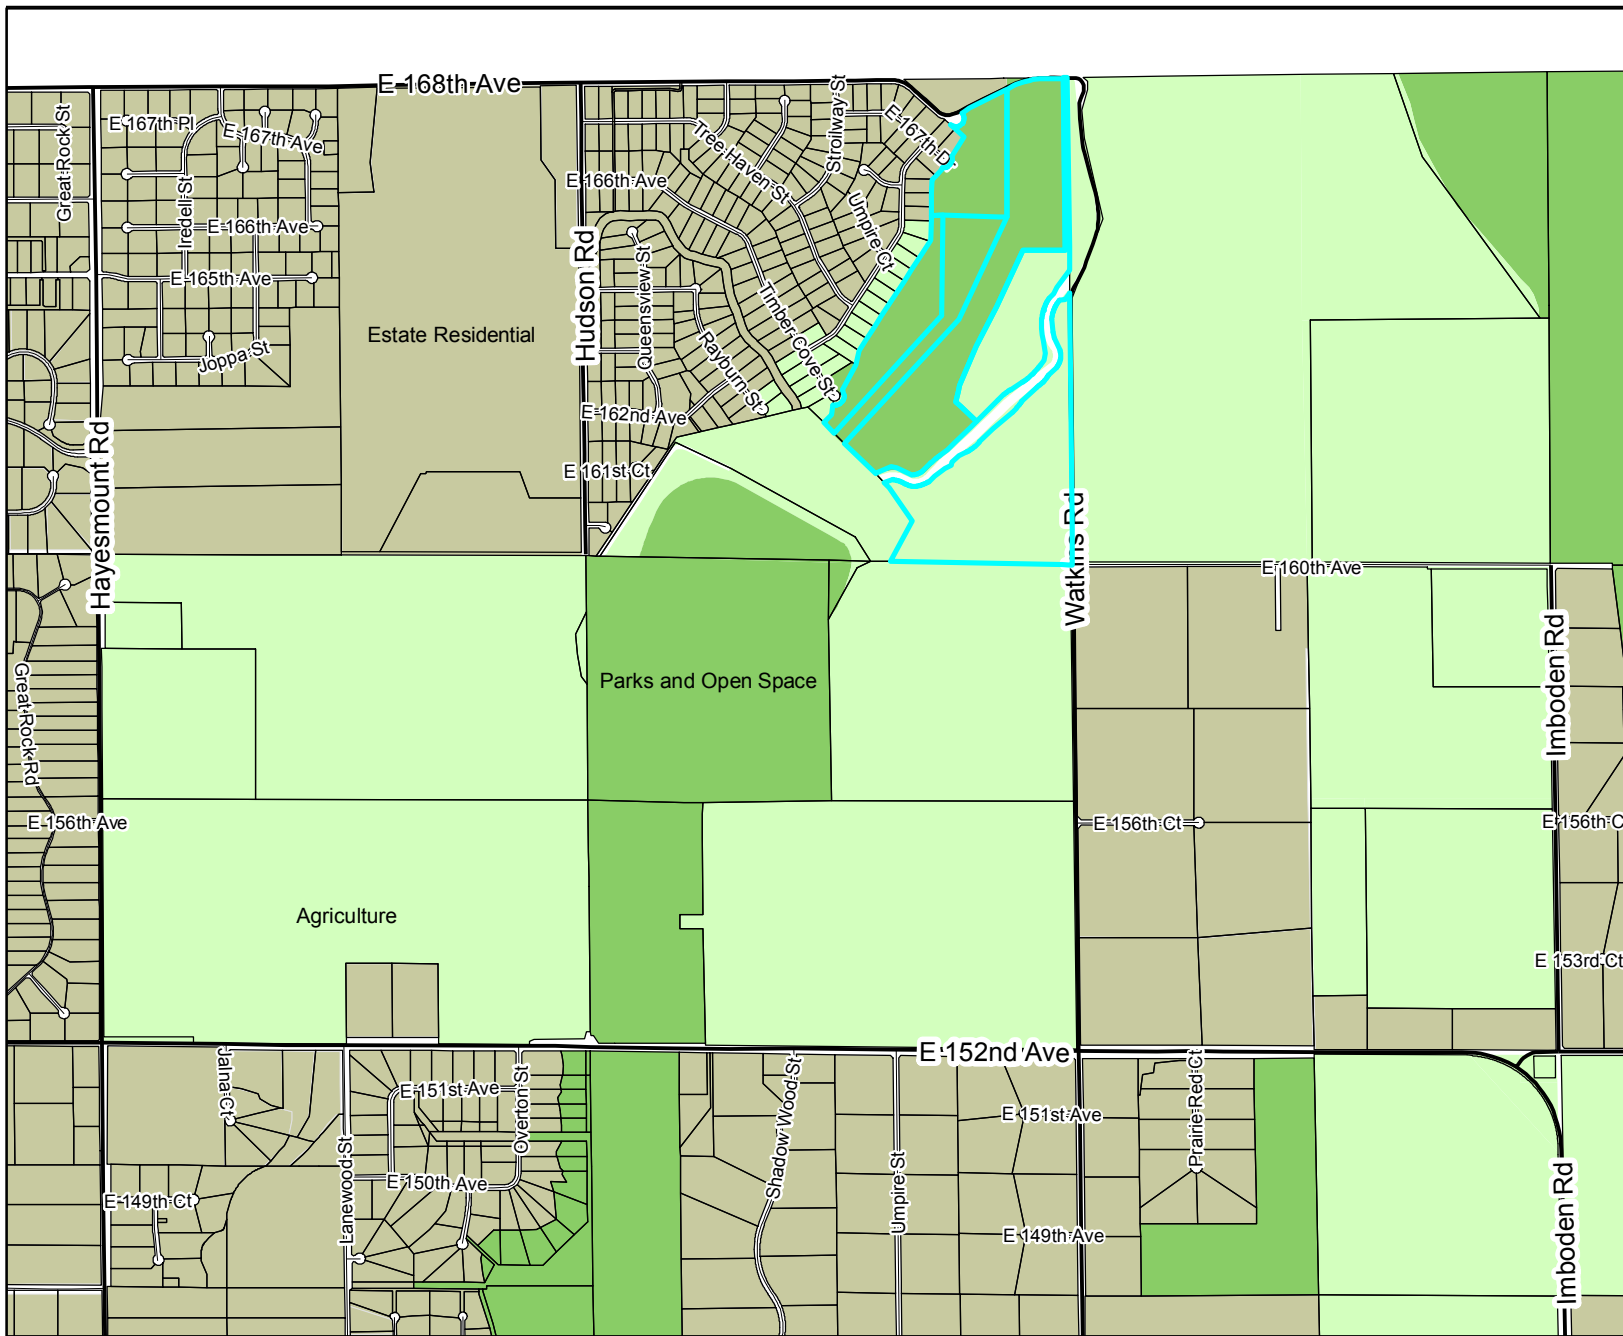 E 168th Ave
Great Rock St
E 167th Pl
E 167th Ave
Iredell St
E 166th Ave
E 165th Ave
Joppa St
Estate Residential
Hudson Rd
Tree Haven St
Stroilway St
E 167th Dr
E 166th Ave
Umpire Ct
Queensview St
Timber Cove St
Rayburn St
E 162nd Ave
E 161st Ct
Hayesmount Rd
Watkins Rd
E 160th Ave
Imboden Rd
Great Rock Rd
Parks and Open Space
E 156th Ave
E 156th Ct
E 156th C
Agriculture
E 153rd Ct
E 152nd Ave
Jalna Ct
E 151st Ave
Overton St
Shadow Wood St
E 151st Ave
Prairie Red Ct
Lanewood St
E 150th Ave
Umpire St
E 149th Ct
E 149th Ave
Imboden Rd